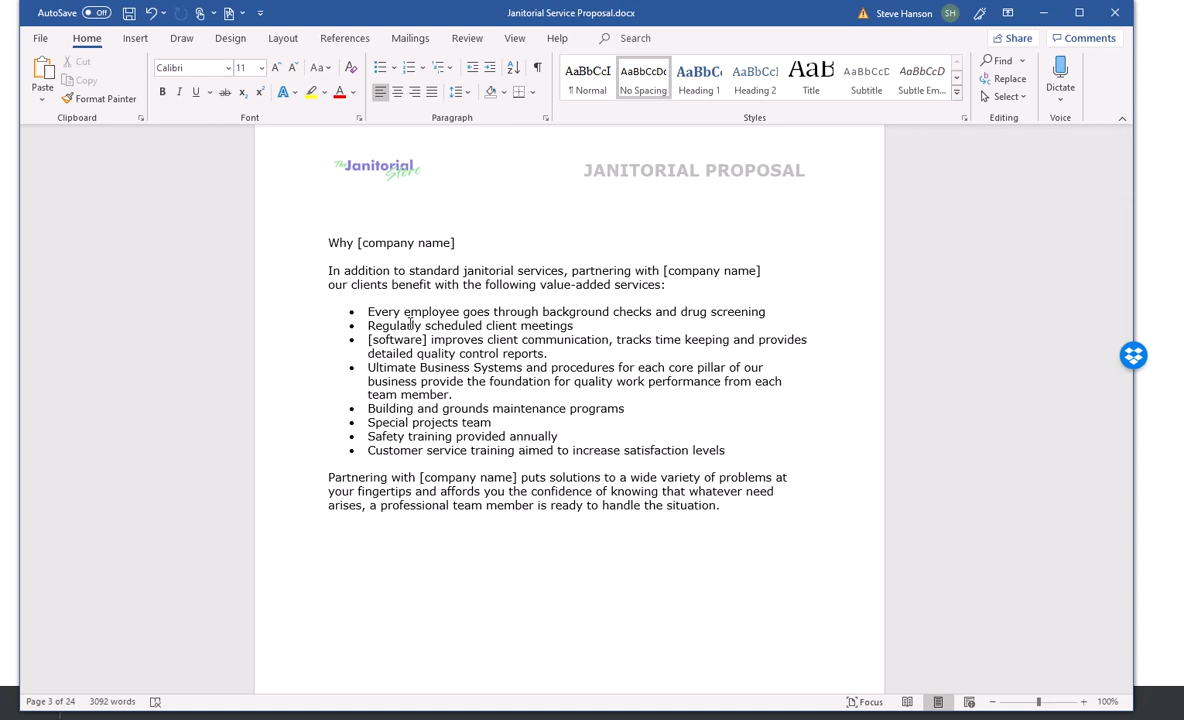 AutoSave Off Janitorial Service Proposal.docx Steve Hanson SH
File Home Insert Draw Design Layout References Mailings Review View Help Search Share Comments
Paste
Cut
Copy
Format Painter
Clipboard
Calibri 11 Aa
B I U ab x₂ x² A A
Font
Paragraph
AaBbCcI AaBbCcDc AaBbC AaBbCcI AaB AaBbCcD AaBbCcD
¶ Normal No Spacing Heading 1 Heading 2 Title Subtitle Subtle Em...
Styles
Find
Replace
Select
Editing
Dictate
Voice
The Janitorial Store
JANITORIAL PROPOSAL
Why [company name]
In addition to standard janitorial services, partnering with [company name]
our clients benefit with the following value-added services:
• Every employee goes through background checks and drug screening
• Regularly scheduled client meetings
• [software] improves client communication, tracks time keeping and provides
detailed quality control reports.
• Ultimate Business Systems and procedures for each core pillar of our
business provide the foundation for quality work performance from each
team member.
• Building and grounds maintenance programs
• Special projects team
• Safety training provided annually
• Customer service training aimed to increase satisfaction levels
Partnering with [company name] puts solutions to a wide variety of problems at
your fingertips and affords you the confidence of knowing that whatever need
arises, a professional team member is ready to handle the situation.
Page 3 of 24 3092 words Focus 100%